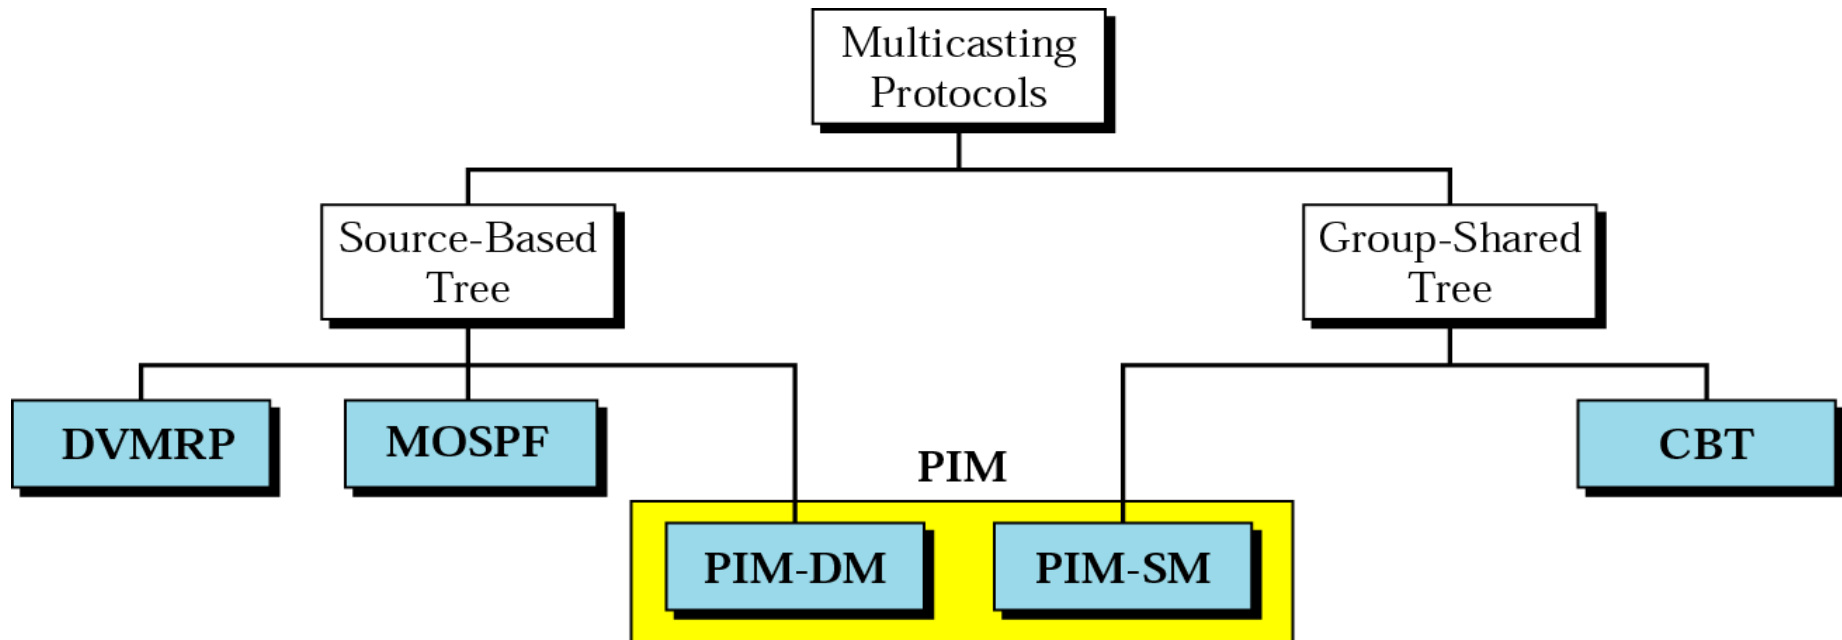 Multicasting
Protocols
Source-Based
Tree
Group-Shared
Tree
DVMRP
MOSPF
PIM
CBT
PIM-DM
PIM-SM